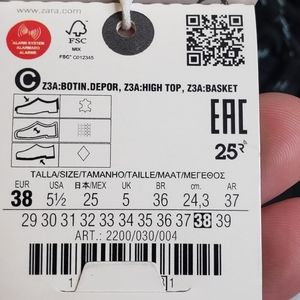 www.zara.com
ALARM SYSTEM
ALARMARO
ALARME
FSC
MIX
FSC® C012345
C
Z3A:BOTIN.DEPOR, Z3A:HIGH TOP, Z3A:BASKET
EAC
25
TALLA/SIZE/TAMANHO/TAILLE/MAAT/ΜΕΓΕΘΟΣ
EUR USA 日本/MEX UK BR cm. AR
38 5½ 25 5 36 24,3 37
29 30 31 32 33 34 35 36 37 38 39
ART.: 2200/030/004